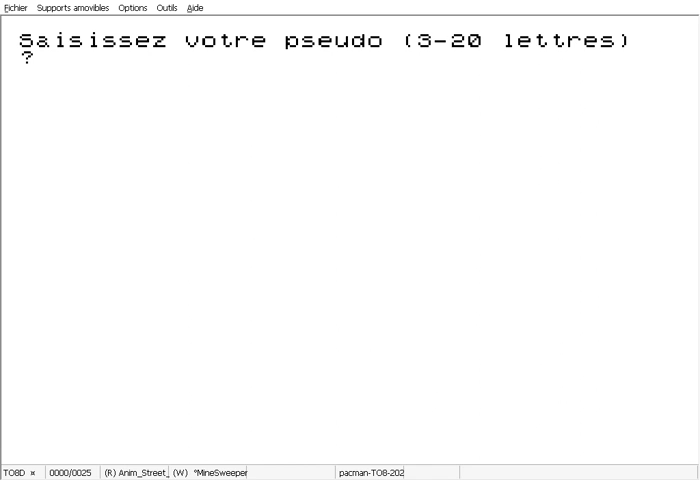 Fichier Supports amovibles Options Outils Aide
Saisissez votre pseudo (3-20 lettres)
?
TO8D × 0000/0025 (R) Anim_Street_ (W) °MineSweeper pacman-TO8-202